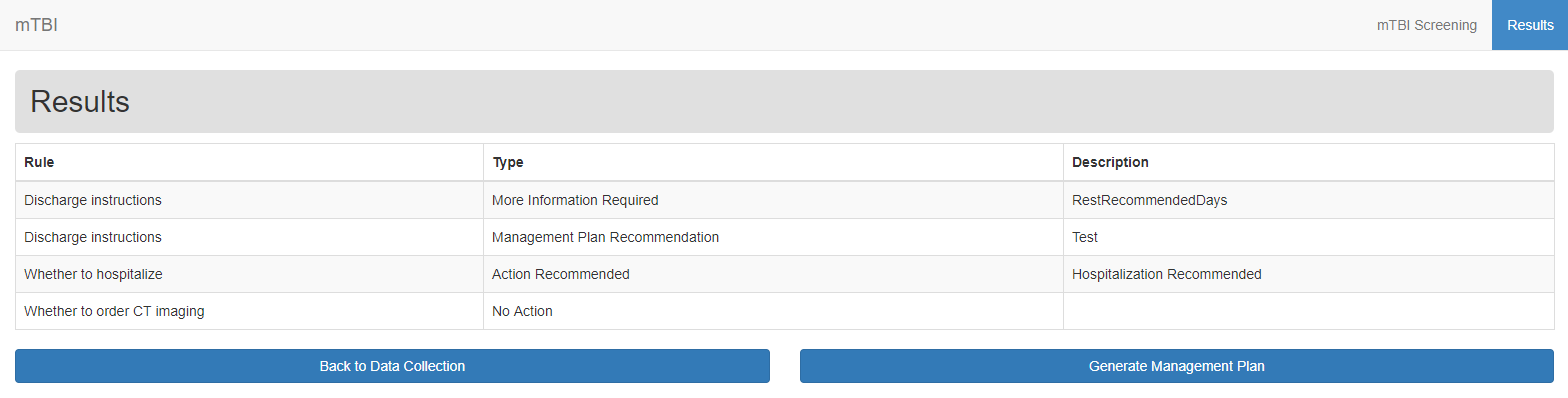 mTBI mTBI Screening Results
Results
Rule Type Description
Discharge instructions More Information Required RestRecommendedDays
Discharge instructions Management Plan Recommendation Test
Whether to hospitalize Action Recommended Hospitalization Recommended
Whether to order CT imaging No Action
Back to Data Collection Generate Management Plan